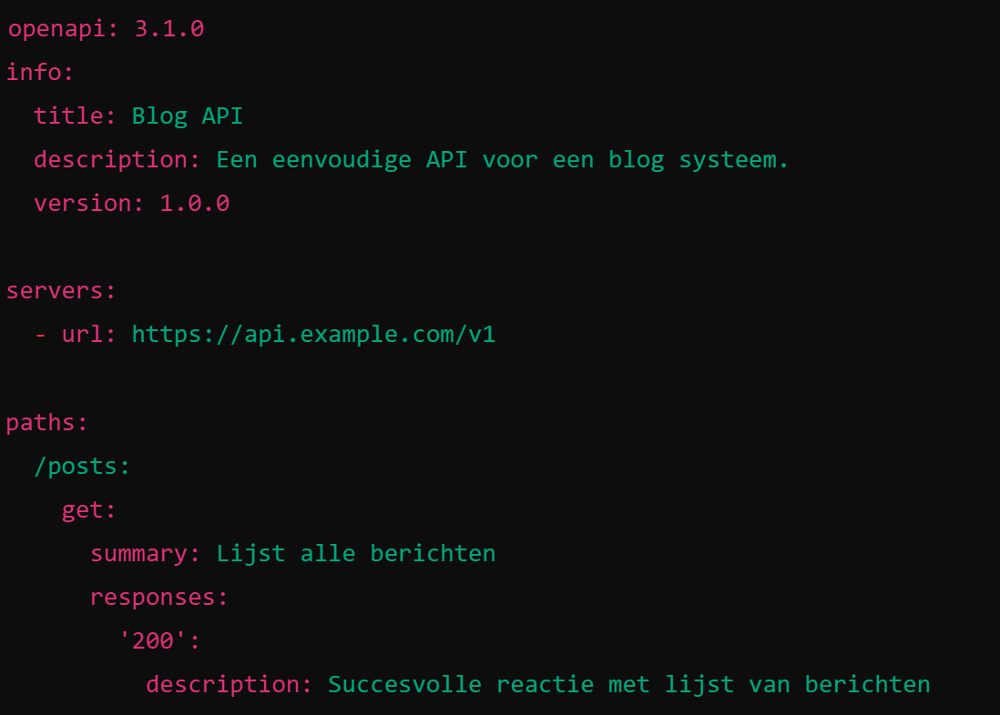 openapi: 3.1.0
info:
  title: Blog API
  description: Een eenvoudige API voor een blog systeem.
  version: 1.0.0

servers:
  - url: https://api.example.com/v1

paths:
  /posts:
    get:
      summary: Lijst alle berichten
      responses:
        '200':
          description: Succesvolle reactie met lijst van berichten